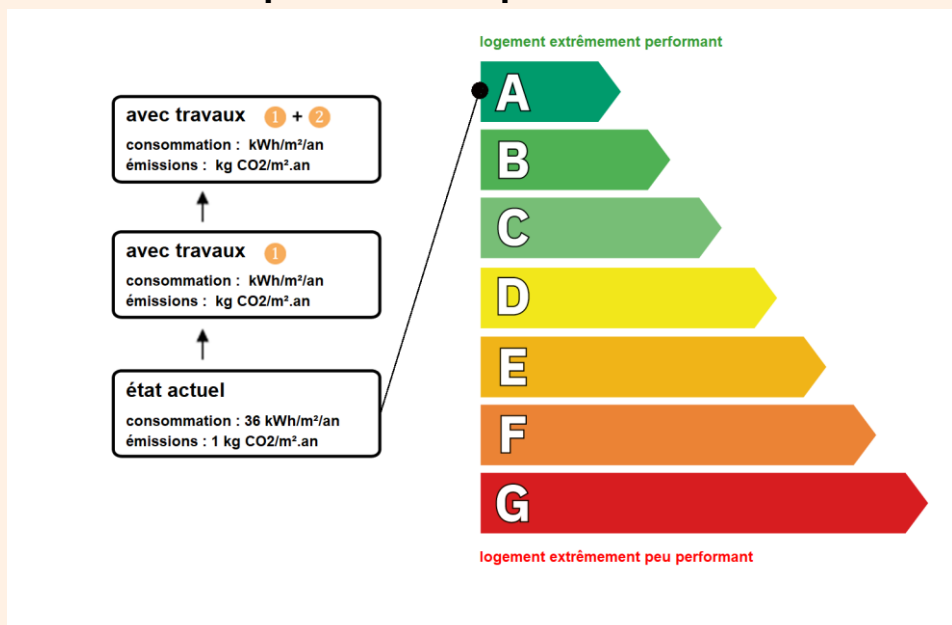 logement extrêmement performant
avec travaux 1 + 2
consommation : kWh/m²/an
émissions : kg CO2/m².an
avec travaux 1
consommation : kWh/m²/an
émissions : kg CO2/m².an
état actuel
consommation : 36 kWh/m²/an
émissions : 1 kg CO2/m².an
A
B
C
D
E
F
G
logement extrêmement peu performant